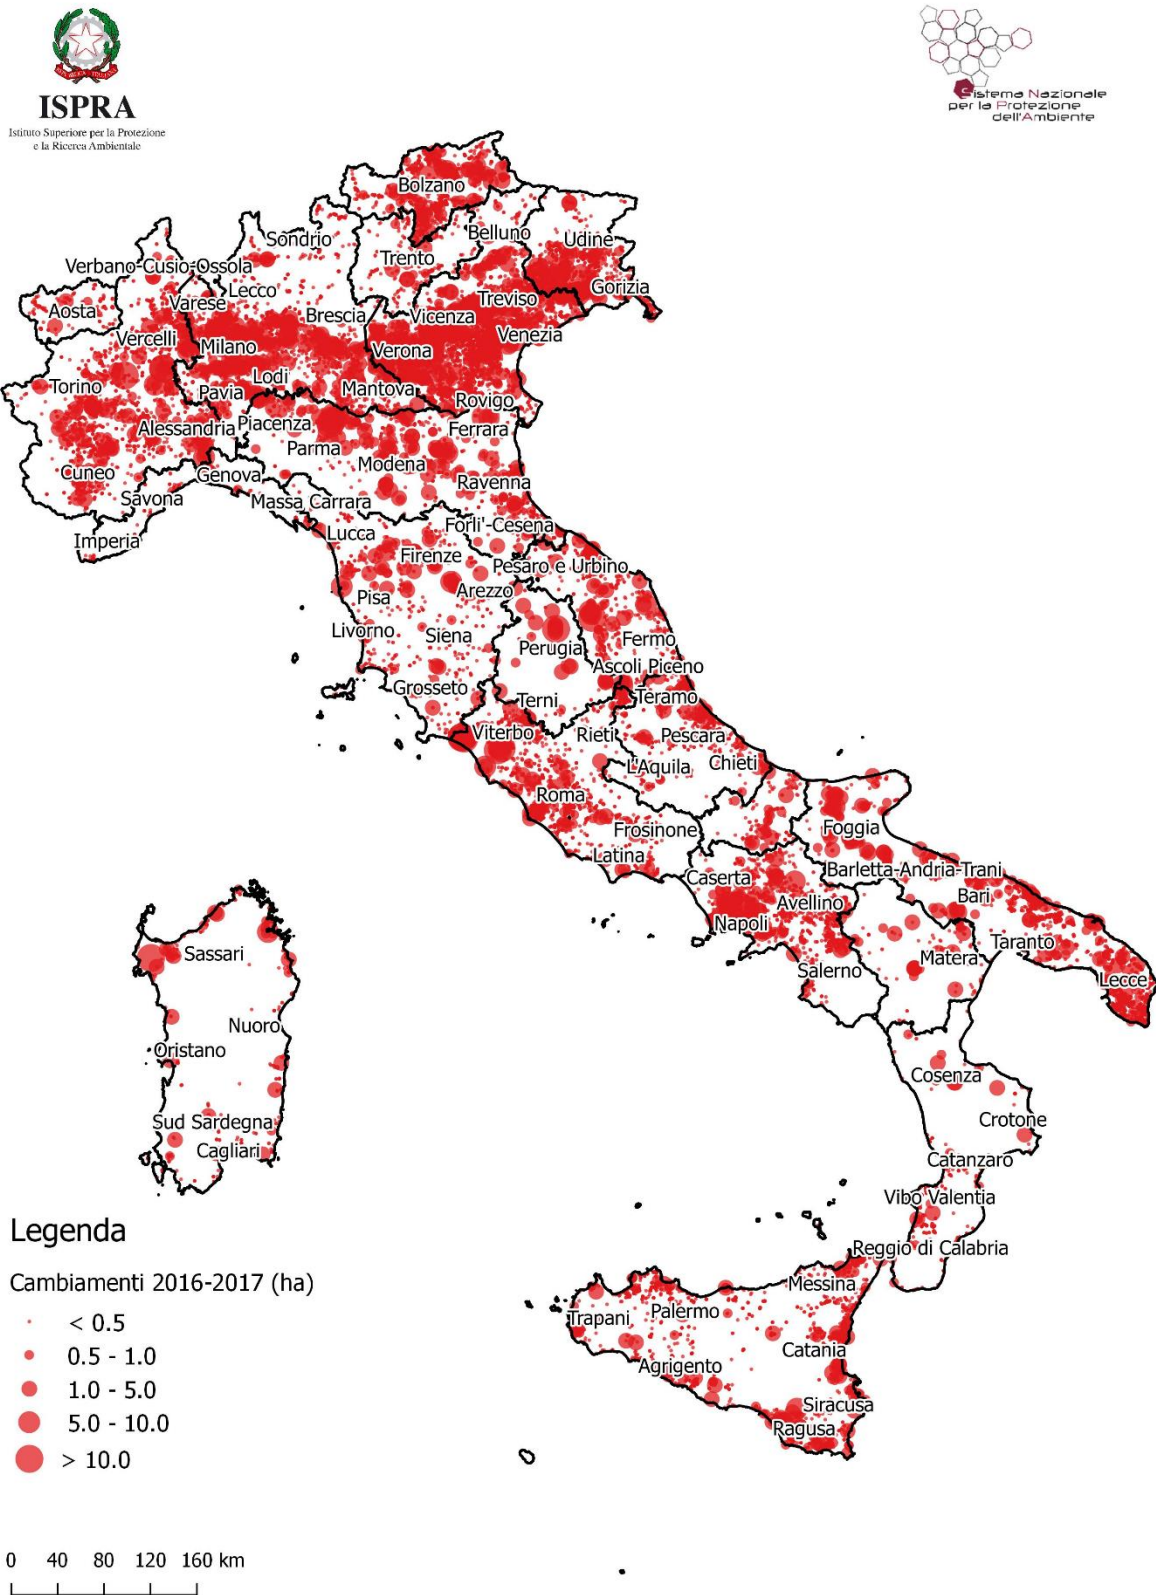 ISPRA
Istituto Superiore per la Protezione
e la Ricerca Ambientale
Sistema Nazionale
per la Protezione
dell'Ambiente
Bolzano
Sondrio
Belluno
Udine
Trento
Verbano-Cusio-Ossola
Lecco
Gorizia
Aosta
Varese
Treviso
Brescia
Vicenza
Vercelli
Milano
Venezia
Verona
Torino
Lodi
Pavia
Mantova
Rovigo
Alessandria
Piacenza
Ferrara
Parma
Modena
Cuneo
Genova
Ravenna
Savona
Massa Carrara
Forli'-Cesena
Imperia
Lucca
Firenze
Pesaro e Urbino
Pisa
Arezzo
Livorno
Siena
Perugia
Fermo
Ascoli Piceno
Grosseto
Terni
Teramo
Viterbo
Rieti
Pescara
L'Aquila
Chieti
Roma
Frosinone
Foggia
Latina
Caserta
Barletta-Andria-Trani
Avellino
Bari
Napoli
Taranto
Sassari
Salerno
Matera
Lecce
Nuoro
Oristano
Cosenza
Sud Sardegna
Crotone
Cagliari
Catanzaro
Vibo Valentia
Reggio di Calabria
Messina
Trapani
Palermo
Catania
Agrigento
Siracusa
Ragusa
Legenda
Cambiamenti 2016-2017 (ha)
< 0.5
0.5 - 1.0
1.0 - 5.0
5.0 - 10.0
> 10.0
0 40 80 120 160 km